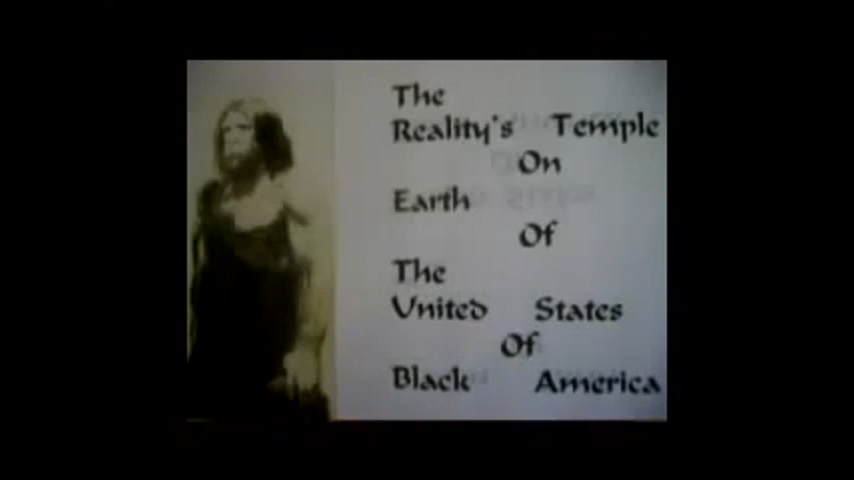 The
Reality's Temple
On
Earth
Of
The
United States
Of
Black America